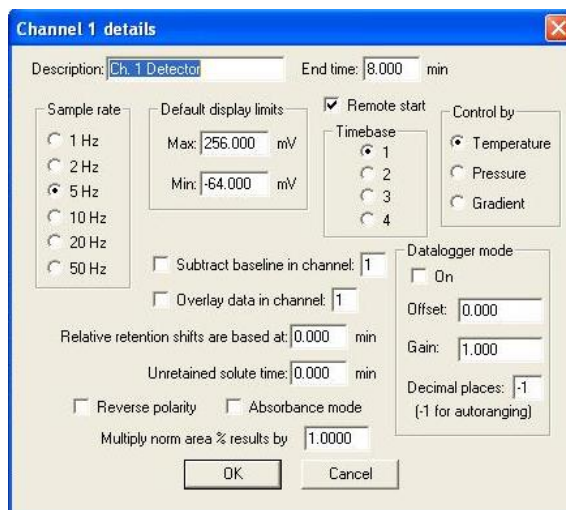 Channel 1 details
Description: Ch. 1 Detector End time: 8.000 min
Sample rate
1 Hz
2 Hz
5 Hz
10 Hz
20 Hz
50 Hz
Default display limits
Max: 256.000 mV
Min: -64.000 mV
Remote start
Timebase
1
2
3
4
Control by
Temperature
Pressure
Gradient
Subtract baseline in channel: 1
Overlay data in channel: 1
Relative retention shifts are based at: 0.000 min
Unretained solute time: 0.000 min
Reverse polarity Absorbance mode
Multiply norm area % results by 1.0000
Datalogger mode
On
Offset: 0.000
Gain: 1.000
Decimal places: -1
(-1 for autoranging)
OK Cancel